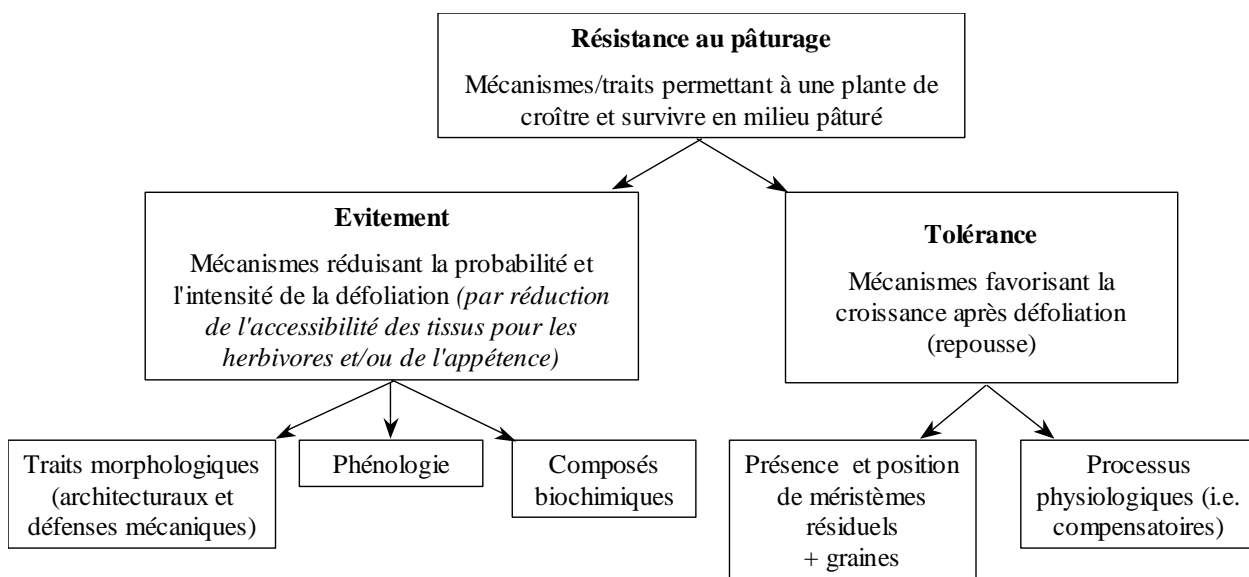 Résistance au pâturage
Mécanismes/traits permettant à une plante de
croître et survivre en milieu pâturé
Evitement
Mécanismes réduisant la probabilité et
l'intensité de la défoliation (par réduction
de l'accessibilité des tissus pour les
herbivores et/ou de l'appétence)
Tolérance
Mécanismes favorisant la
croissance après défoliation
(repousse)
Traits morphologiques
(architecturaux et
défenses mécaniques)
Phénologie
Composés
biochimiques
Présence et position
de méristèmes
résiduels
+ graines
Processus
physiologiques (i.e.
compensatoires)